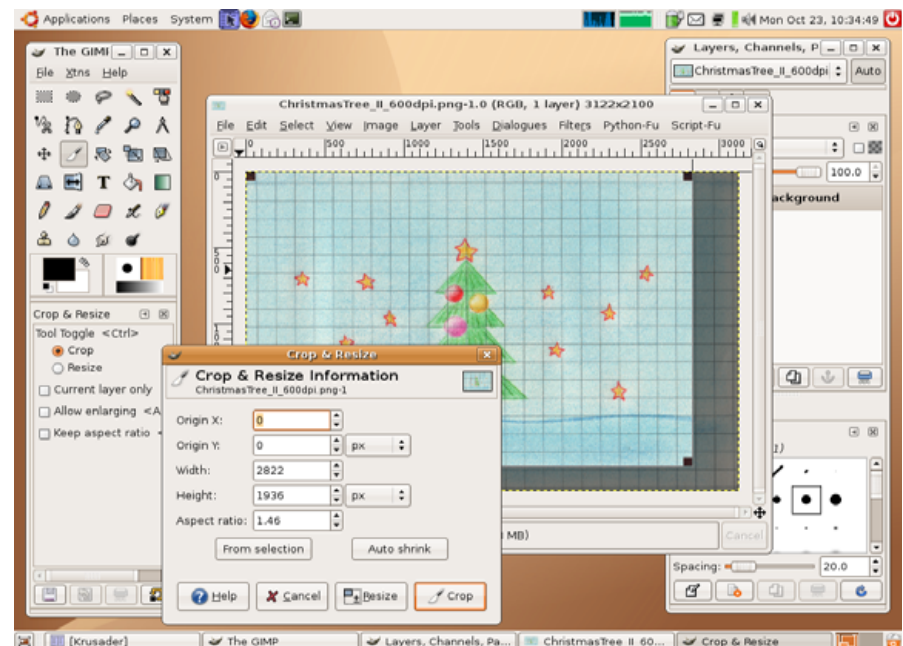 Applications Places System
Mon Oct 23, 10:34:49
The GIMP
File Xtns Help
Crop & Resize
Tool Toggle <Ctrl>
Crop
Resize
Current layer only
Allow enlarging <A
Keep aspect ratio
ChristmasTree_II_600dpi.png-1.0 (RGB, 1 layer) 3122x2100
File Edit Select View Image Layer Tools Dialogues Filters Python-Fu Script-Fu
0 500 1000 1500 2000 2500 3000
0
500
MB)
Cancel
Layers, Channels, P
ChristmasTree_II_600dpi
Auto
100.0
ackground
1)
Spacing:
20.0
Crop & Resize
Crop & Resize Information
ChristmasTree_II_600dpi.png-1
Origin X: 0
Origin Y: 0 px
Width: 2822
Height: 1936 px
Aspect ratio: 1.46
From selection Auto shrink
Help Cancel Resize Crop
[Krusader] The GIMP Layers, Channels, Pa... ChristmasTree_II_60... Crop & Resize